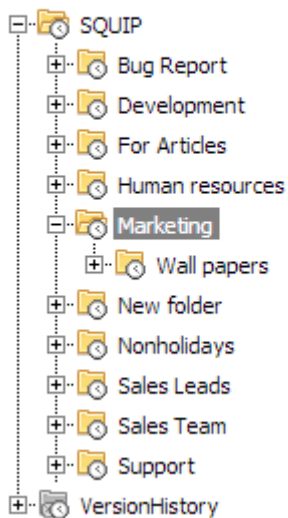 SQUIP
Bug Report
Development
For Articles
Human resources
Marketing
Wall papers
New folder
Nonholidays
Sales Leads
Sales Team
Support
VersionHistory